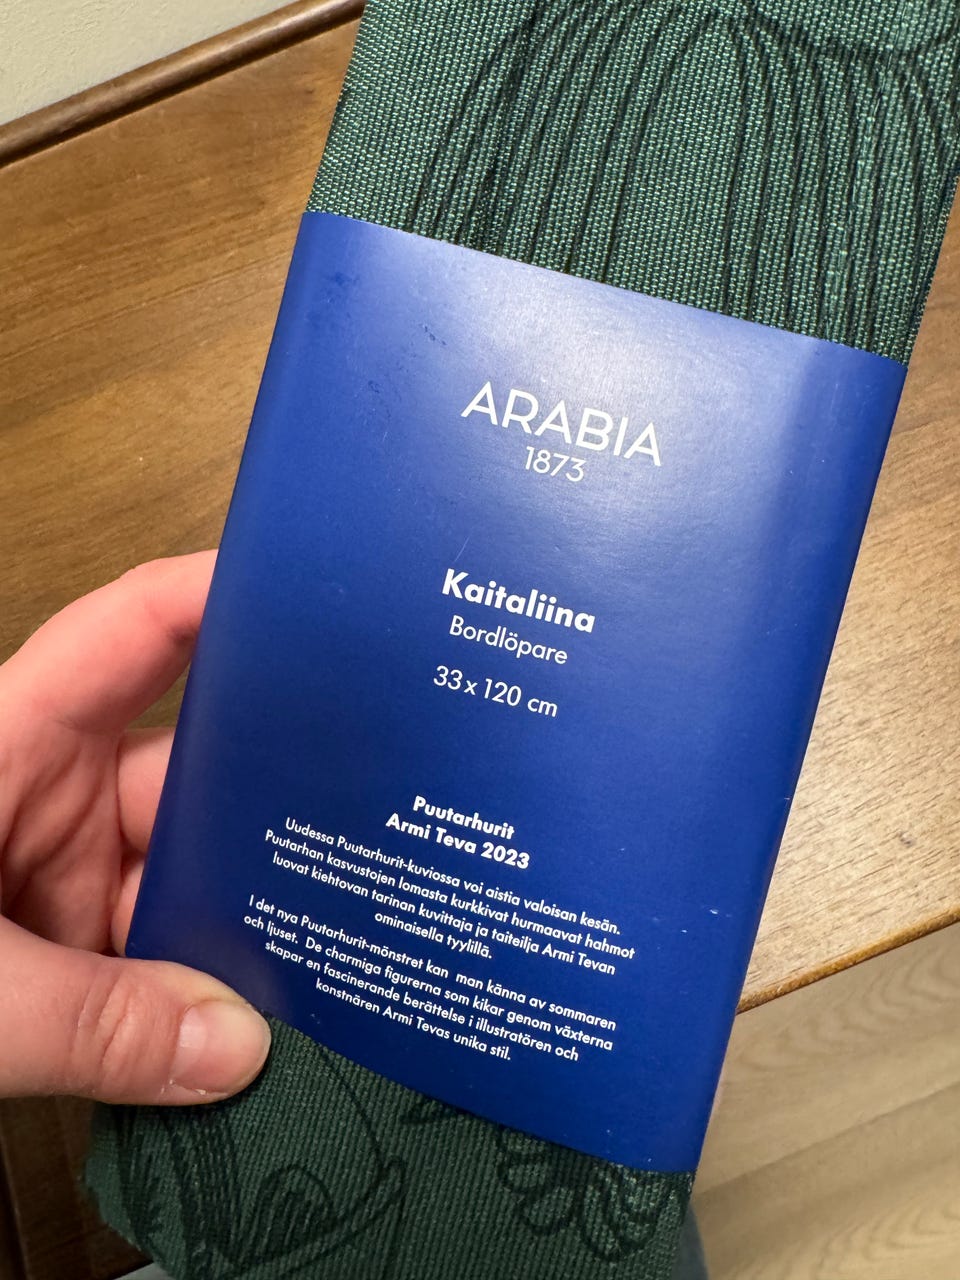 ARABIA
1873
Kaitaliina
Bordlöpare
33 x 120 cm
Puutarhurit
Armi Teva 2023
Uudessa Puutarhurit-kuviossa voi aistia valoisan kesän.
Puutarhan kasvustojen lomasta kurkkivat hurmaavat hahmot
luovat kiehtovan tarinan kuvittaja ja taiteilja Armi Tevan
ominaisella tyylillä.
I det nya Puutarhurit-mönstret kan man känna av sommaren
och ljuset. De charmiga figurerna som kikar genom växterna
skapar en fascinerande berättelse i illustratören och
konstnären Armi Tevas unika stil.